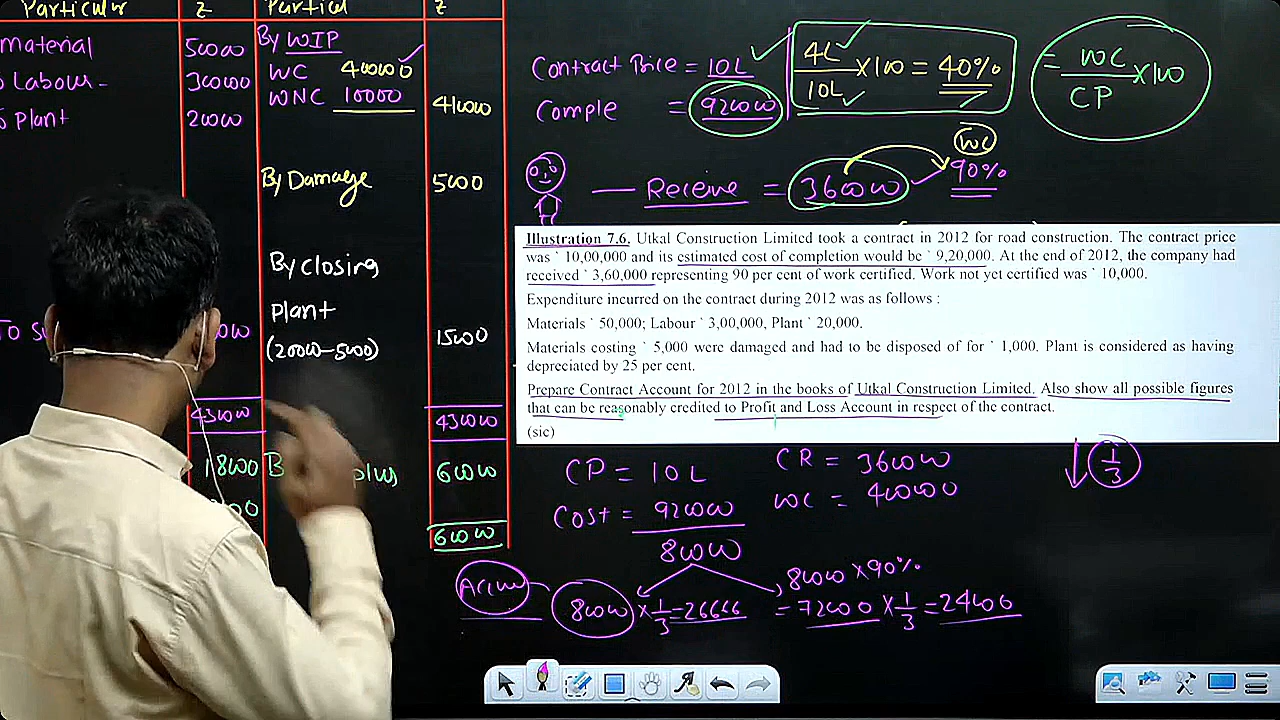 Particular ₹ Particul ₹
material 50000 By WIP
Labour - 300000 WC 400000
WNC 10000 410000
Plant 20000
By Damage 5000
By closing
plant
(20000-5000) 15000
To
430000 430000
18000 60000
60000
Contract Price = 10L
Comple = 920000
4L/10L × 100 = 40%
= WC/CP × 100
— Receive = 360000
WC
90%
Illustration 7.6. Utkal Construction Limited took a contract in 2012 for road construction. The contract price
was ` 10,00,000 and its estimated cost of completion would be ` 9,20,000. At the end of 2012, the company had
received ` 3,60,000 representing 90 per cent of work certified. Work not yet certified was ` 10,000.
Expenditure incurred on the contract during 2012 was as follows :
Materials ` 50,000; Labour ` 3,00,000, Plant ` 20,000.
Materials costing ` 5,000 were damaged and had to be disposed of for ` 1,000. Plant is considered as having
depreciated by 25 per cent.
Prepare Contract Account for 2012 in the books of Utkal Construction Limited. Also show all possible figures
that can be reasonably credited to Profit and Loss Account in respect of the contract.
(sic)
CP = 10L
Cost = 920000
80000
CR = 360000
WC = 400000
1/3
80000 × 90%
80000 × 1/3 = 26666
= 72000 × 1/3 = 24000